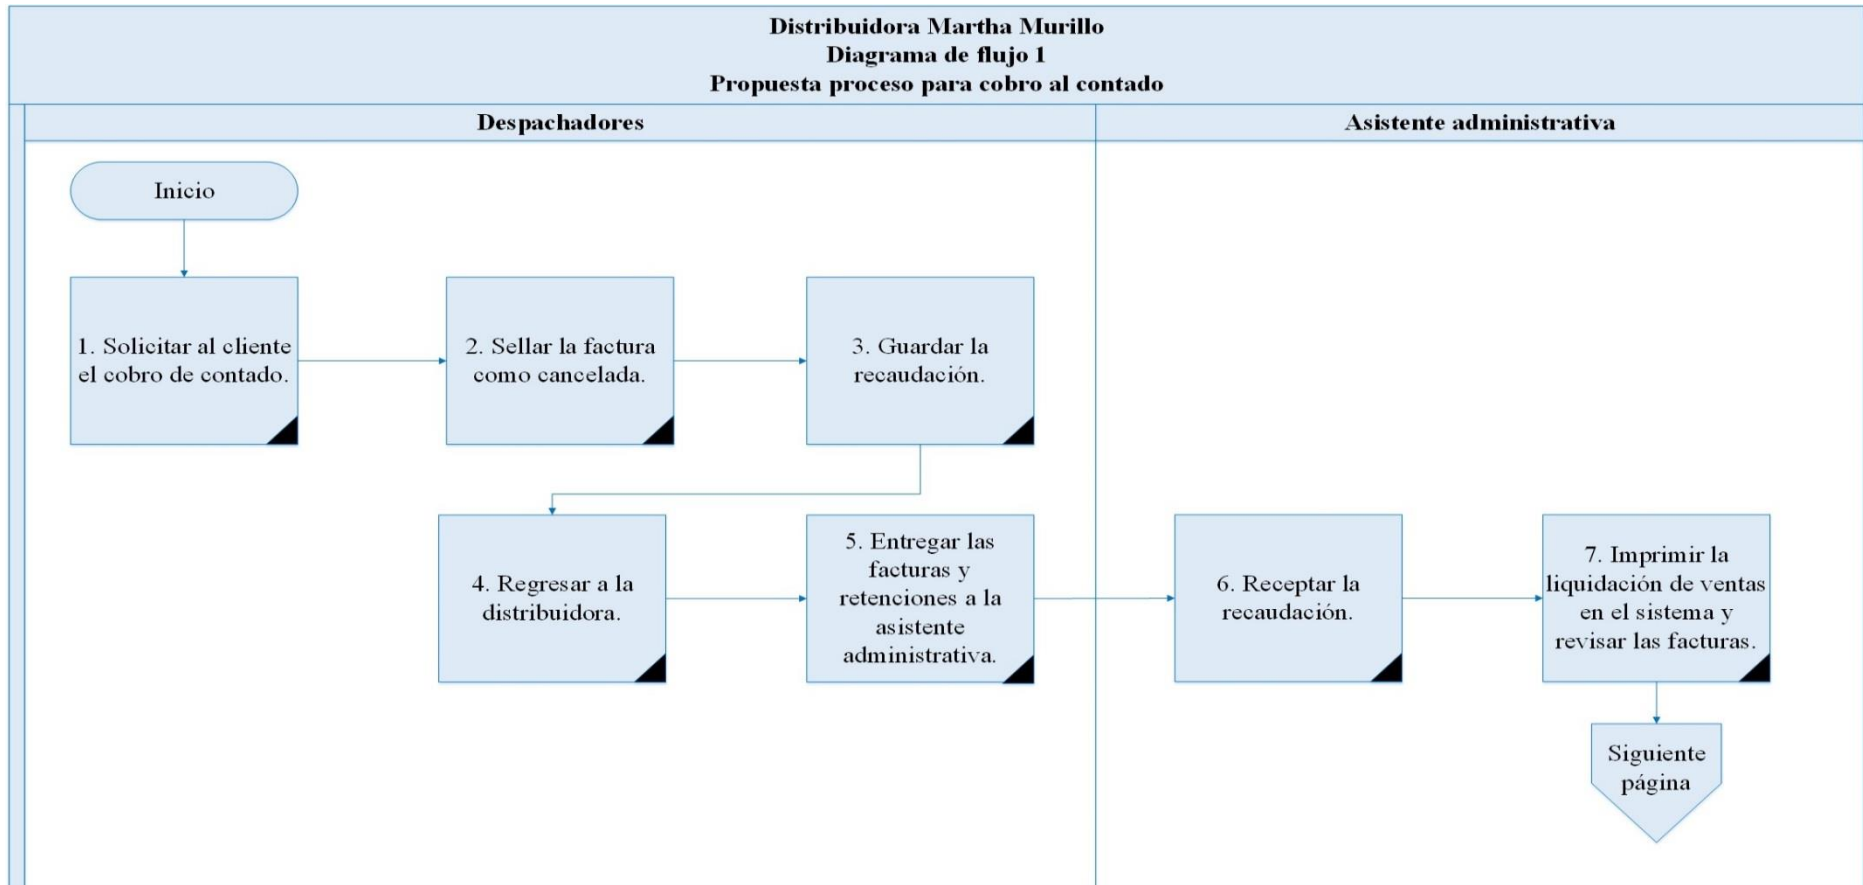 Distribuidora Martha Murillo
Diagrama de flujo 1
Propuesta proceso para cobro al contado
Despachadores
Asistente administrativa
Inicio
1. Solicitar al cliente
el cobro de contado.
2. Sellar la factura
como cancelada.
3. Guardar la
recaudación.
4. Regresar a la
distribuidora.
5. Entregar las
facturas y
retenciones a la
asistente
administrativa.
6. Receptar la
recaudación.
7. Imprimir la
liquidación de ventas
en el sistema y
revisar las facturas.
Siguiente
página